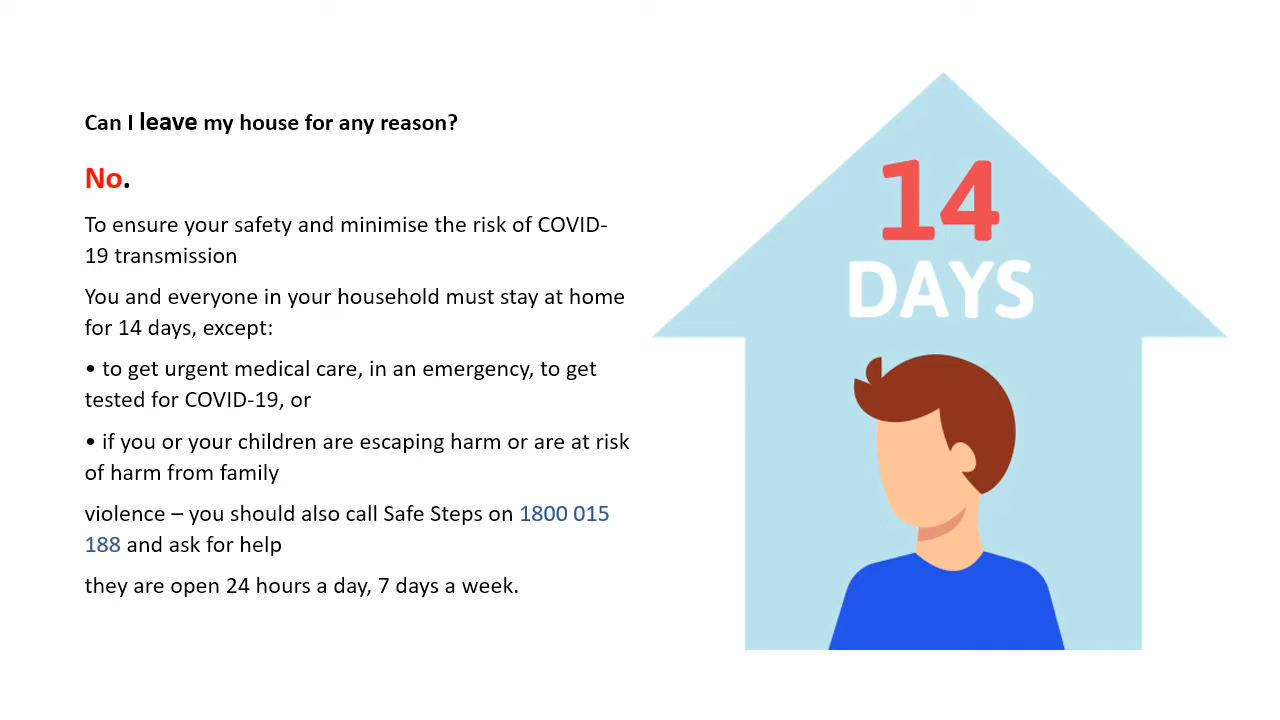 Can I leave my house for any reason?
No.
To ensure your safety and minimise the risk of COVID-
19 transmission
You and everyone in your household must stay at home
for 14 days, except:
• to get urgent medical care, in an emergency, to get
tested for COVID-19, or
• if you or your children are escaping harm or are at risk
of harm from family
violence – you should also call Safe Steps on 1800 015
188 and ask for help
they are open 24 hours a day, 7 days a week.
14
DAYS